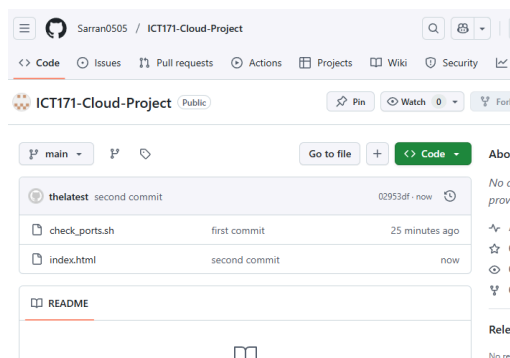 Sarran0505 / ICT171-Cloud-Project
<> Code Issues Pull requests Actions Projects Wiki Security
ICT171-Cloud-Project Public Pin Watch 0
main Go to file + <> Code
thelatest second commit 02953df · now
check_ports.sh first commit 25 minutes ago
index.html second commit now
README